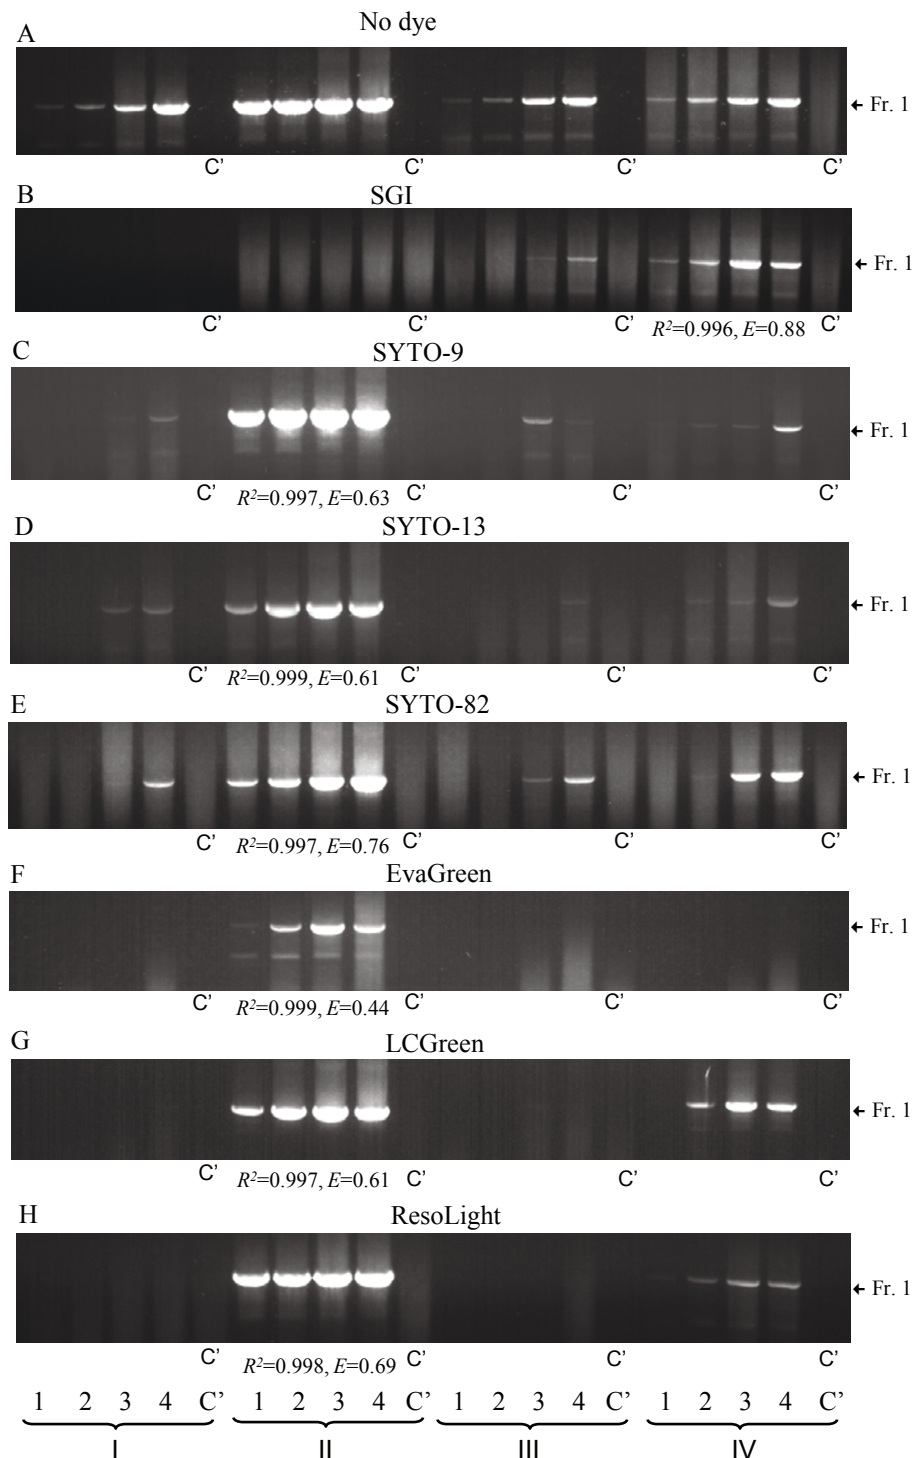 A
No dye
← Fr. 1
C' C' C' C'
B
SGI
← Fr. 1
C' C' C' R²=0.996, E=0.88 C'
C
SYTO-9
← Fr. 1
C' R²=0.997, E=0.63 C' C' C'
D
SYTO-13
← Fr. 1
C' R²=0.999, E=0.61 C' C' C'
E
SYTO-82
← Fr. 1
C' R²=0.997, E=0.76 C' C' C'
F
EvaGreen
← Fr. 1
C' R²=0.999, E=0.44 C' C' C'
G
LCGreen
← Fr. 1
C' R²=0.997, E=0.61 C' C' C'
H
ResoLight
← Fr. 1
C' R²=0.998, E=0.69 C' C' C'
1 2 3 4 C' 1 2 3 4 C' 1 2 3 4 C' 1 2 3 4 C'
I II III IV